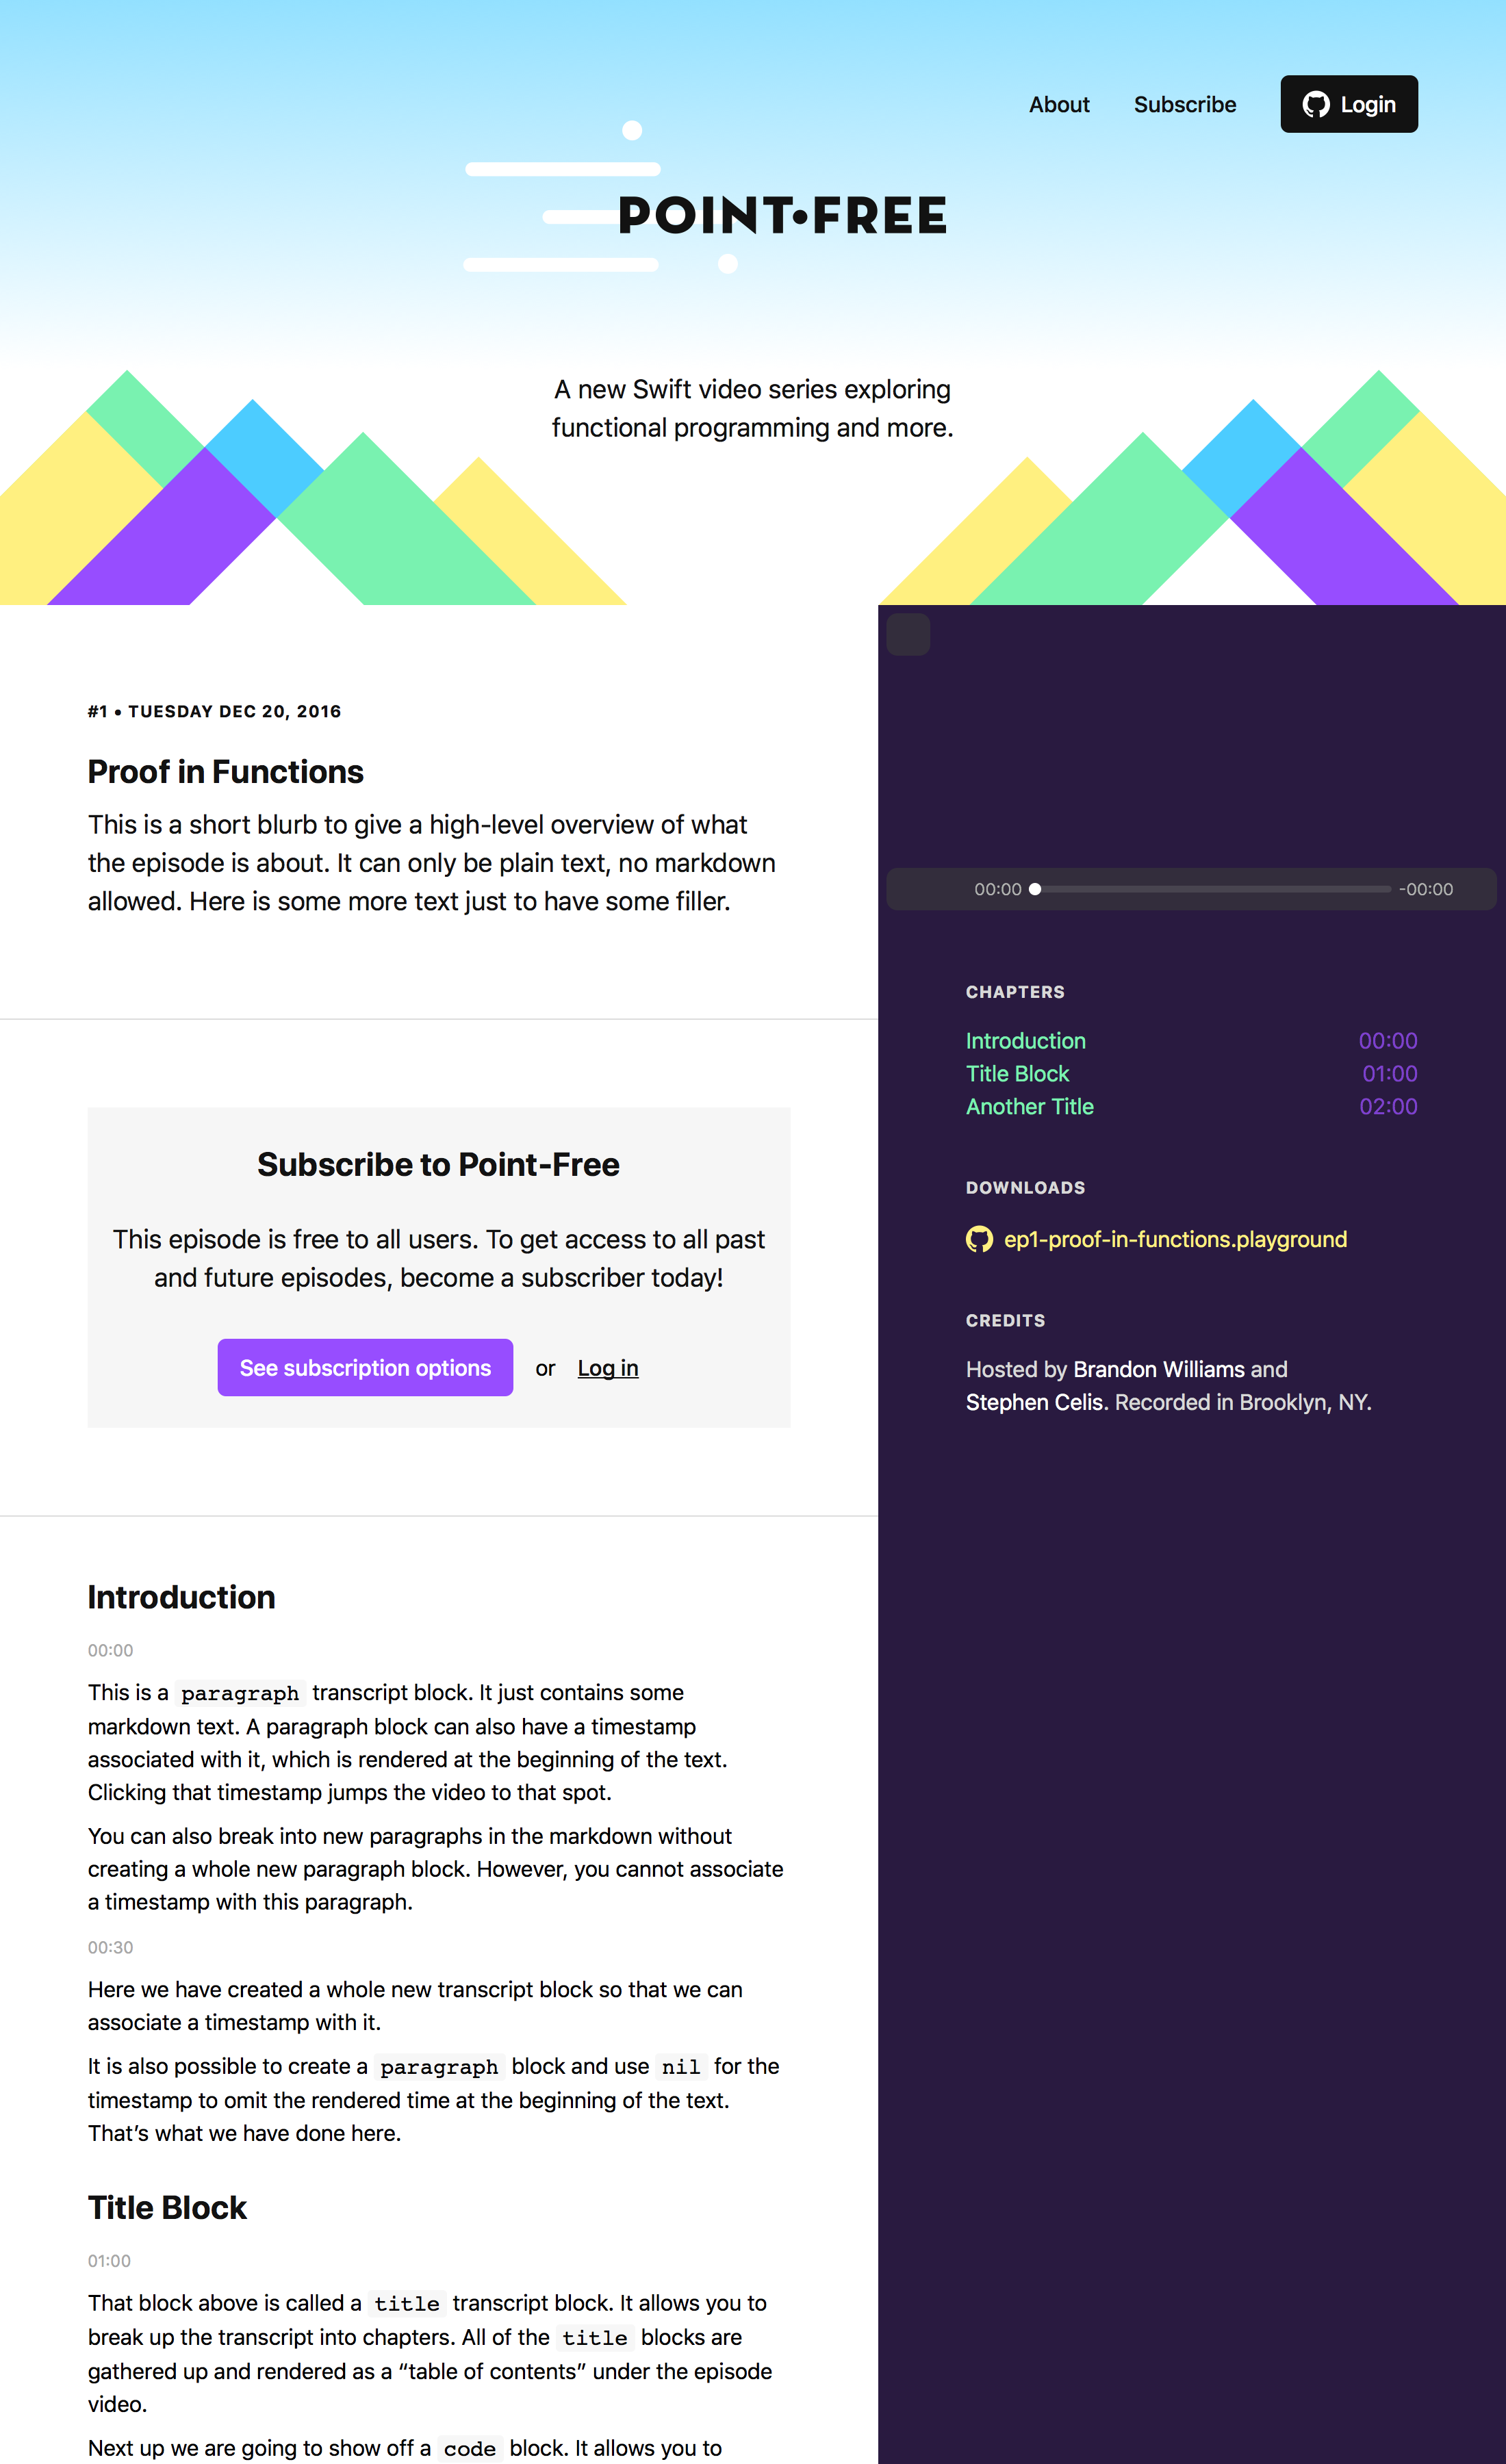 About Subscribe Login
POINT•FREE
A new Swift video series exploring
functional programming and more.
#1 • TUESDAY DEC 20, 2016
Proof in Functions
This is a short blurb to give a high-level overview of what
the episode is about. It can only be plain text, no markdown
allowed. Here is some more text just to have some filler.
Subscribe to Point-Free
This episode is free to all users. To get access to all past
and future episodes, become a subscriber today!
See subscription options or Log in
Introduction
00:00
This is a paragraph transcript block. It just contains some
markdown text. A paragraph block can also have a timestamp
associated with it, which is rendered at the beginning of the text.
Clicking that timestamp jumps the video to that spot.
You can also break into new paragraphs in the markdown without
creating a whole new paragraph block. However, you cannot associate
a timestamp with this paragraph.
00:30
Here we have created a whole new transcript block so that we can
associate a timestamp with it.
It is also possible to create a paragraph block and use nil for the
timestamp to omit the rendered time at the beginning of the text.
That’s what we have done here.
Title Block
01:00
That block above is called a title transcript block. It allows you to
break up the transcript into chapters. All of the title blocks are
gathered up and rendered as a “table of contents” under the episode
video.
Next up we are going to show off a code block. It allows you to
00:00 -00:00
CHAPTERS
Introduction 00:00
Title Block 01:00
Another Title 02:00
DOWNLOADS
ep1-proof-in-functions.playground
CREDITS
Hosted by Brandon Williams and
Stephen Celis. Recorded in Brooklyn, NY.